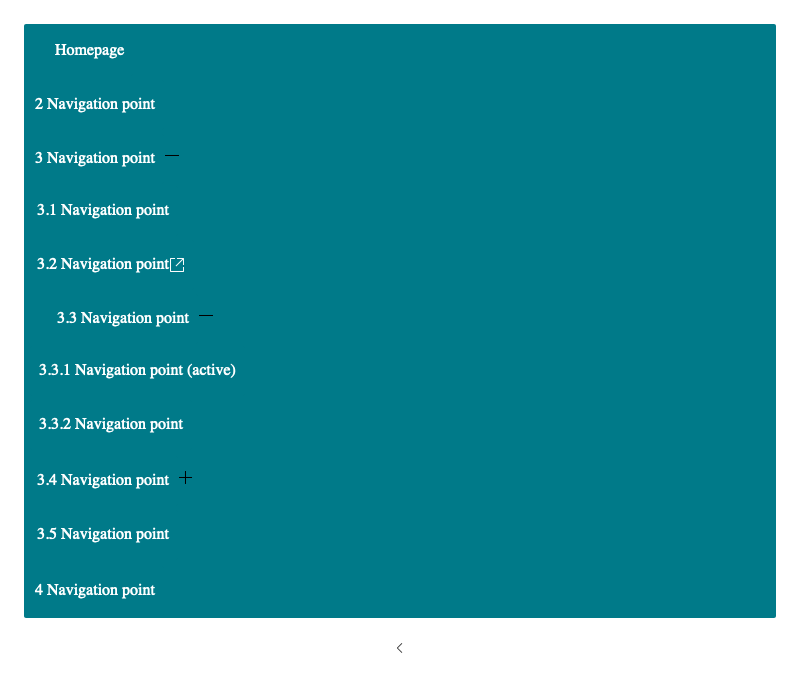 Homepage
2 Navigation point
3 Navigation point
3.1 Navigation point
3.2 Navigation point
3.3 Navigation point
3.3.1 Navigation point (active)
3.3.2 Navigation point
3.4 Navigation point
3.5 Navigation point
4 Navigation point